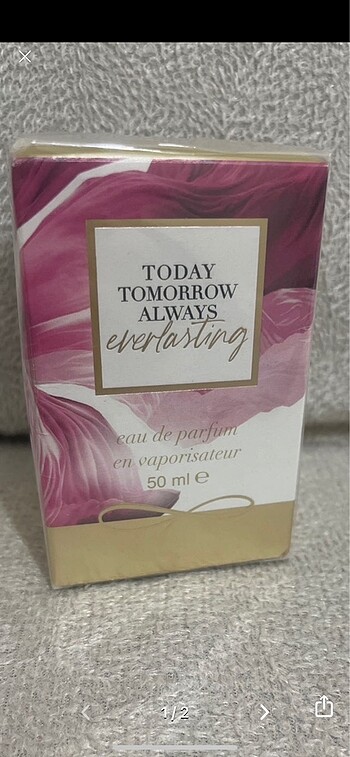 TODAY
TOMORROW
ALWAYS
everlasting
eau de parfum
en vaporisateur
50 ml ℮
1 / 2